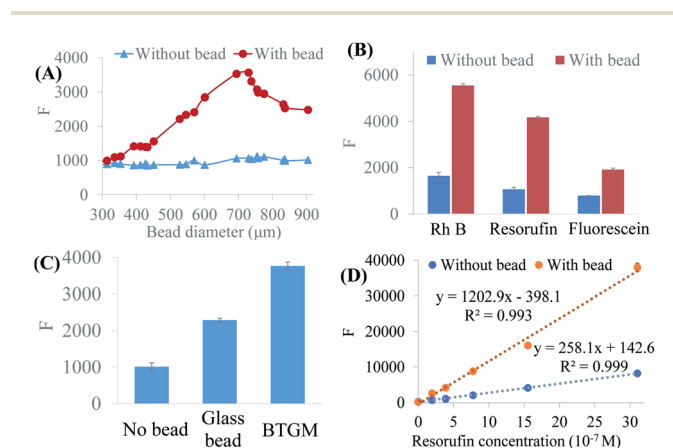 (A)
Without bead With bead
4000
3000
2000
1000
0
F
300 400 500 600 700 800 900
Bead diameter (µm)
(B)
Without bead With bead
6000
4000
2000
0
F
Rh B Resorufin Fluorescein
(C)
4000
3000
2000
1000
0
F
No bead Glass bead BTGM
(D)
Without bead With bead
40000
30000
20000
10000
0
F
y = 1202.9x - 398.1
R² = 0.993
y = 258.1x + 142.6
R² = 0.999
0 5 10 15 20 25 30
Resorufin concentration (10⁻⁷ M)